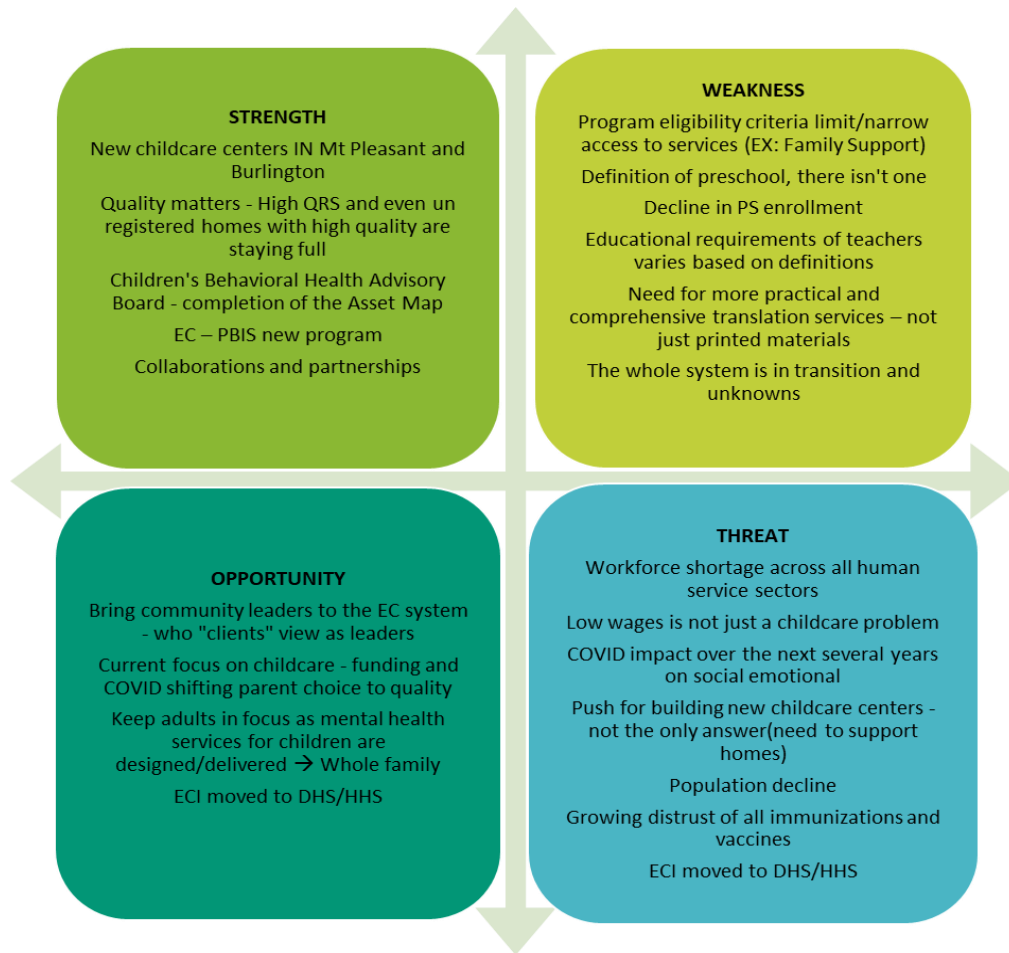 STRENGTH
New childcare centers IN Mt Pleasant and
Burlington
Quality matters - High QRS and even un
registered homes with high quality are
staying full
Children's Behavioral Health Advisory
Board - completion of the Asset Map
EC – PBIS new program
Collaborations and partnerships
WEAKNESS
Program eligibility criteria limit/narrow
access to services (EX: Family Support)
Definition of preschool, there isn't one
Decline in PS enrollment
Educational requirements of teachers
varies based on definitions
Need for more practical and
comprehensive translation services – not
just printed materials
The whole system is in transition and
unknowns
OPPORTUNITY
Bring community leaders to the EC system
- who "clients" view as leaders
Current focus on childcare - funding and
COVID shifting parent choice to quality
Keep adults in focus as mental health
services for children are
designed/delivered → Whole family
ECI moved to DHS/HHS
THREAT
Workforce shortage across all human
service sectors
Low wages is not just a childcare problem
COVID impact over the next several years
on social emotional
Push for building new childcare centers -
not the only answer(need to support
homes)
Population decline
Growing distrust of all immunizations and
vaccines
ECI moved to DHS/HHS